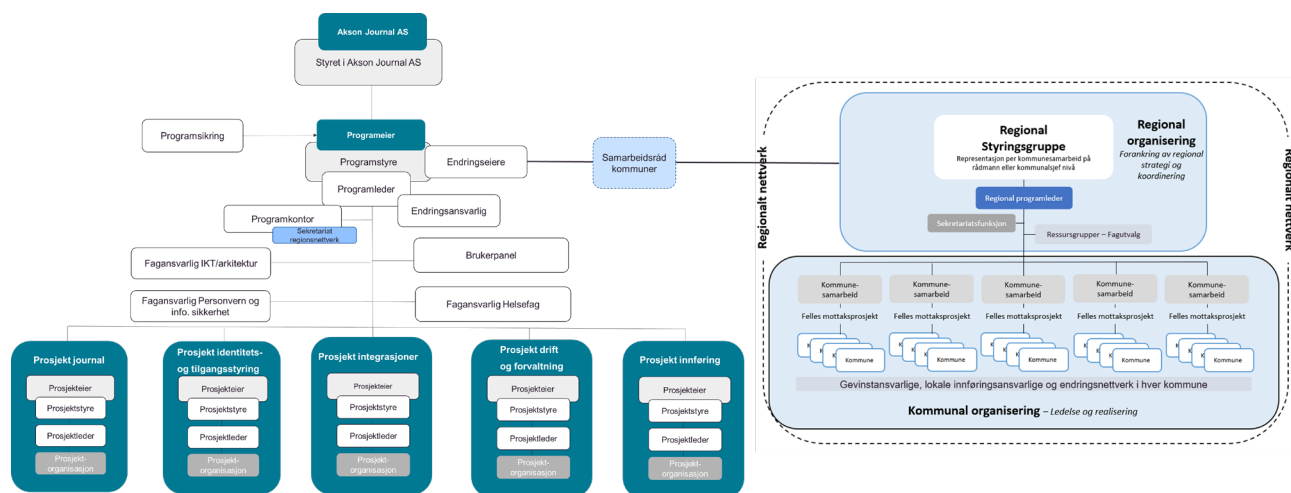 Akson Journal AS
Styret i Akson Journal AS
Programsikring
Programeier
Programstyre
Endringseiere
Programleder
Endringsansvarlig
Programkontor
Sekretariat
regionsnettverk
Brukerpanel
Fagansvarlig IKT/arkitektur
Fagansvarlig Personvern og
info. sikkerhet
Fagansvarlig Helsefag
Prosjekt journal
Prosjekteier
Prosjektstyre
Prosjektleder
Prosjekt-
organisasjon
Prosjekt identitets-
og tilgangsstyring
Prosjekteier
Prosjektstyre
Prosjektleder
Prosjekt-
organisasjon
Prosjekt integrasjoner
Prosjekteier
Prosjektstyre
Prosjektleder
Prosjekt-
organisasjon
Prosjekt drift
og forvaltning
Prosjekteier
Prosjektstyre
Prosjektleder
Prosjekt-
organisasjon
Prosjekt innføring
Prosjekteier
Prosjektstyre
Prosjektleder
Prosjekt-
organisasjon
Samarbeidsråd
kommuner
Regionalt nettverk
Regional
Styringsgruppe
Representasjon per kommunesamarbeid på
rådmann eller kommunalsjef nivå
Regional
organisering
Forankring av regional
strategi og
koordinering
Regional programleder
Sekretariatsfunksjon
Ressursgrupper – Fagutvalg
Regionalt nettverk
Kommune-
samarbeid
Kommune-
samarbeid
Kommune-
samarbeid
Kommune-
samarbeid
Kommune-
samarbeid
Felles mottaksprosjekt
Felles mottaksprosjekt
Felles mottaksprosjekt
Felles mottaksprosjekt
Felles mottaksprosjekt
K K K Kommune
K K K Kommune
K K K Kommune
K K K Kommune
K K K Kommune
Gevinstansvarlige, lokale innføringsansvarlige og endringsnettverk i hver kommune
Kommunal organisering – Ledelse og realisering